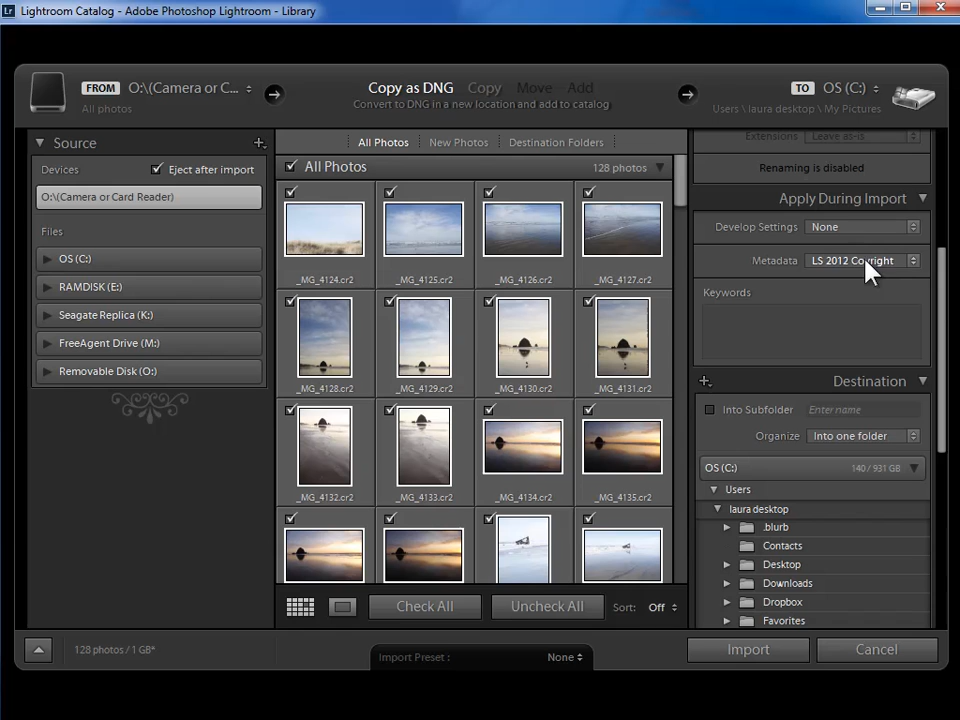 Lightroom Catalog - Adobe Photoshop Lightroom - Library
FROM O:\(Camera or C...
All photos
Copy as DNG Copy Move Add
Convert to DNG in a new location and add to catalog
TO OS (C:)
Users \ laura desktop \ My Pictures
Source
Devices Eject after import
O:\(Camera or Card Reader)
Files
OS (C:)
RAMDISK (E:)
Seagate Replica (K:)
FreeAgent Drive (M:)
Removable Disk (O:)
All Photos New Photos Destination Folders
All Photos 128 photos
_MG_4124.cr2 _MG_4125.cr2 _MG_4126.cr2 _MG_4127.cr2
_MG_4128.cr2 _MG_4129.cr2 _MG_4130.cr2 _MG_4131.cr2
_MG_4132.cr2 _MG_4133.cr2 _MG_4134.cr2 _MG_4135.cr2
Check All Uncheck All Sort: Off
Extensions Leave as-is
Renaming is disabled
Apply During Import
Develop Settings None
Metadata LS 2012 Copyright
Keywords
Destination
Into Subfolder Enter name
Organize Into one folder
OS (C:) 140 / 931 GB
Users
laura desktop
.blurb
Contacts
Desktop
Downloads
Dropbox
Favorites
128 photos / 1 GB*
Import Preset : None
Import Cancel